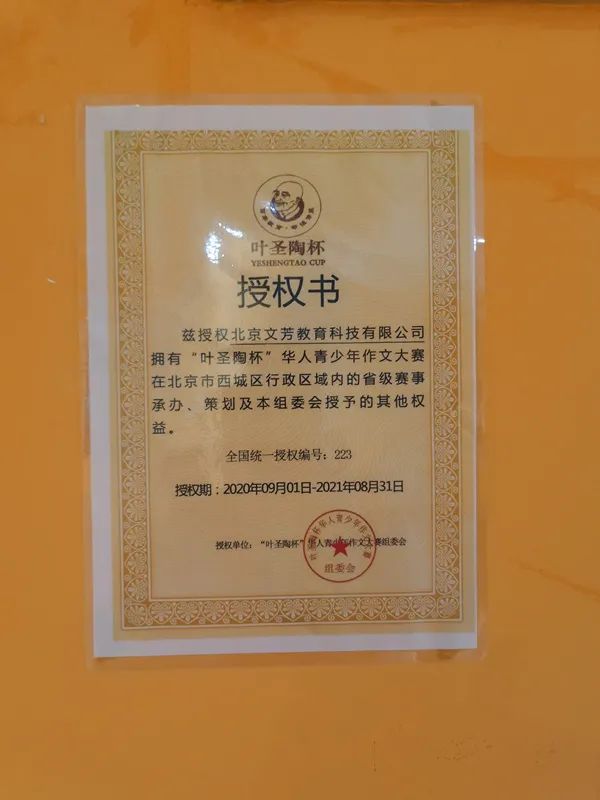 叶圣陶杯
YESHENGTAO CUP
授权书
兹授权北京文芳教育科技有限公司
拥有“叶圣陶杯”华人青少年作文大赛
在北京市西城区行政区域内的省级赛事
承办、策划及本组委会授予的其他权
益。
全国统一授权编号：223
授权期：2020年09月01日-2021年08月31日
授权单位：“叶圣陶杯”华人青少年作文大赛组委会
组委会